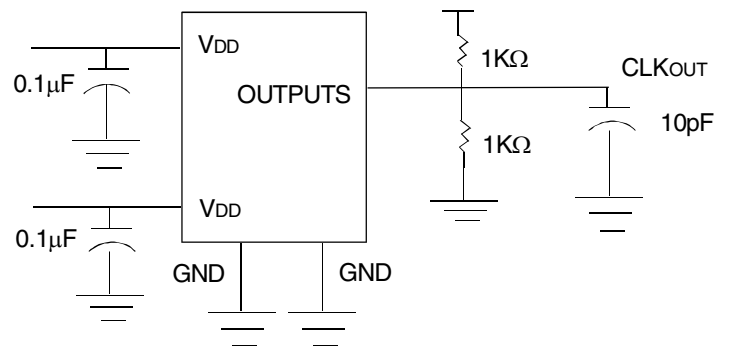 VDD
0.1μF
OUTPUTS
1KΩ
CLKOUT
10pF
1KΩ
VDD
0.1μF
GND
GND